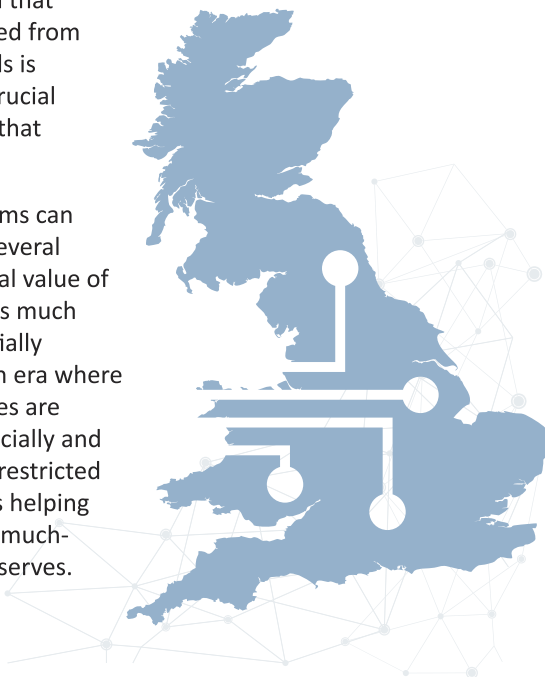 that
ed from
ls is
rucial
that
ms can
everal
al value of
s much
ially
n era where
es are
cially and
restricted
s helping
much-
serves.